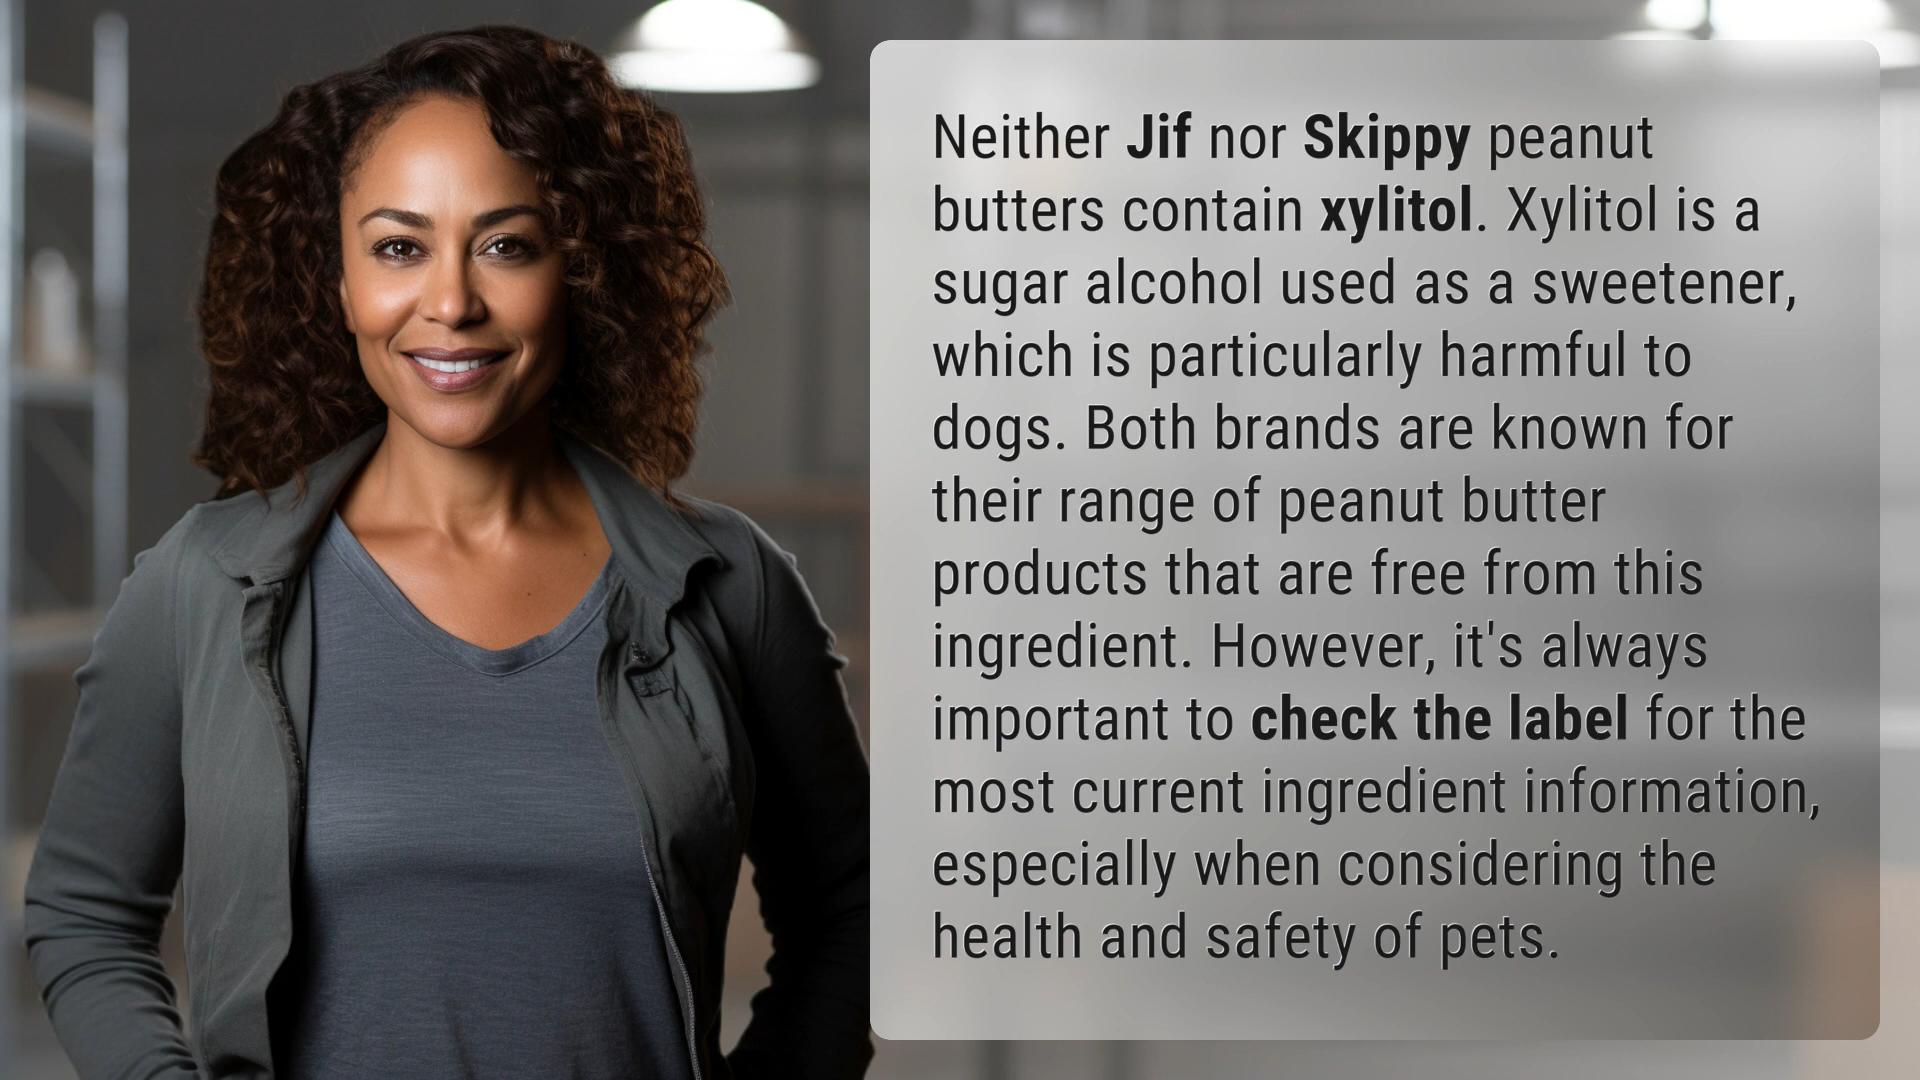 Neither Jif nor Skippy peanut
butters contain xylitol. Xylitol is a
sugar alcohol used as a sweetener,
which is particularly harmful to
dogs. Both brands are known for
their range of peanut butter
products that are free from this
ingredient. However, it's always
important to check the label for the
most current ingredient information,
especially when considering the
health and safety of pets.